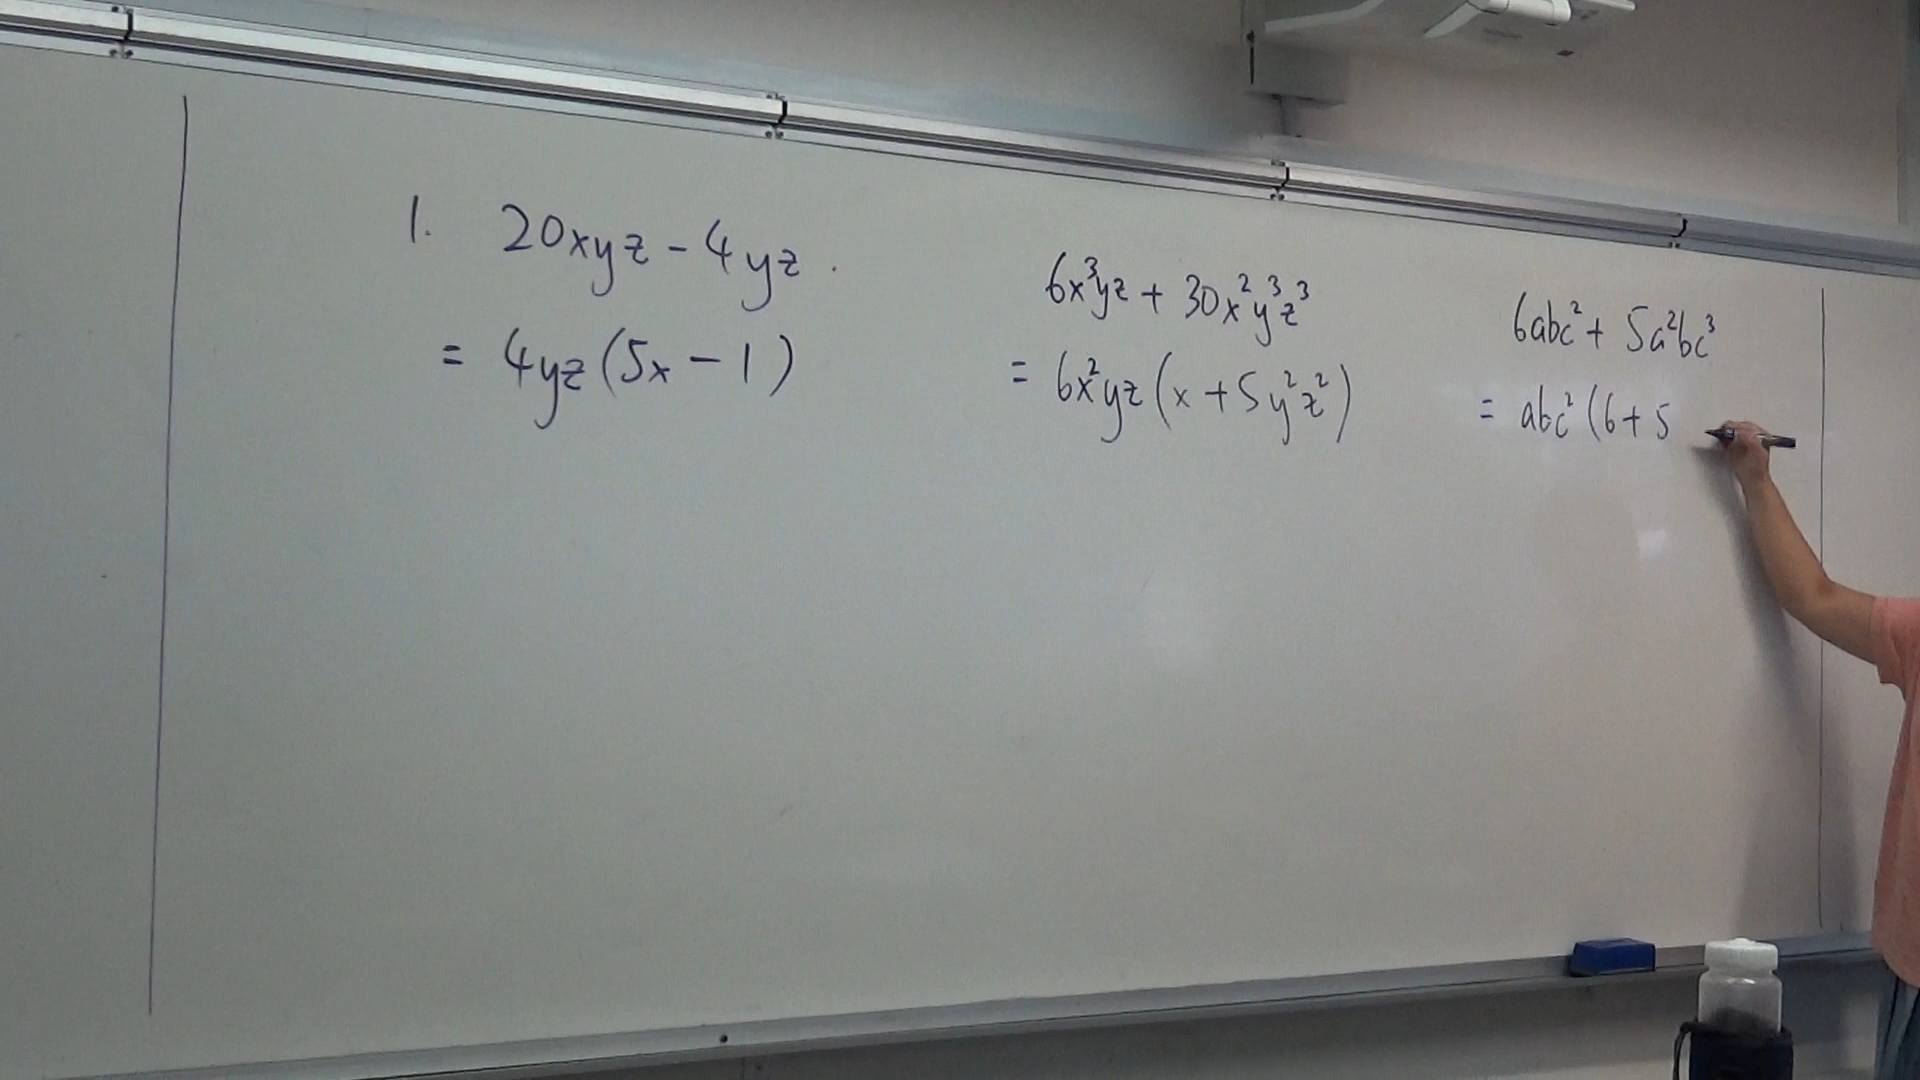 1. 20xyz - 4yz.
= 4yz(5x - 1)
6x³yz + 30x²y³z³
= 6x²yz(x + 5y²z²)
6abc² + 5a²bc³
= abc²(6 + 5